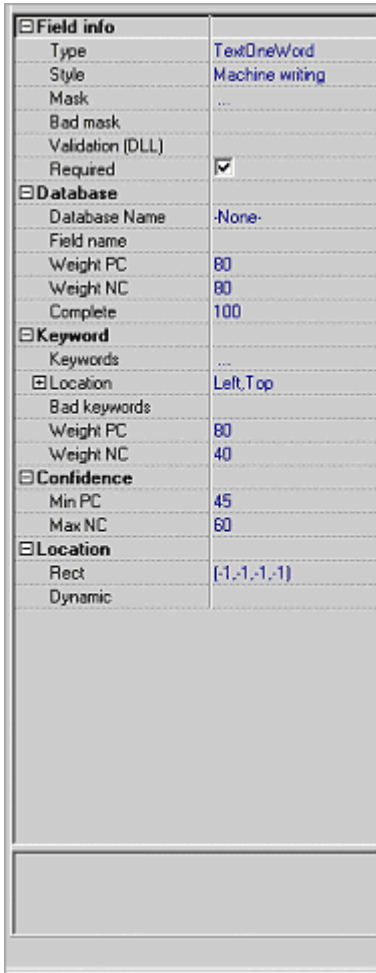 Field info
Type TextOneWord
Style Machine writing
Mask ...
Bad mask
Validation (DLL)
Required
Database
Database Name -None-
Field name
Weight PC 80
Weight NC 80
Complete 100
Keyword
Keywords ...
Location Left,Top
Bad keywords
Weight PC 80
Weight NC 40
Confidence
Min PC 45
Max NC 60
Location
Rect (-1,-1,-1,-1)
Dynamic